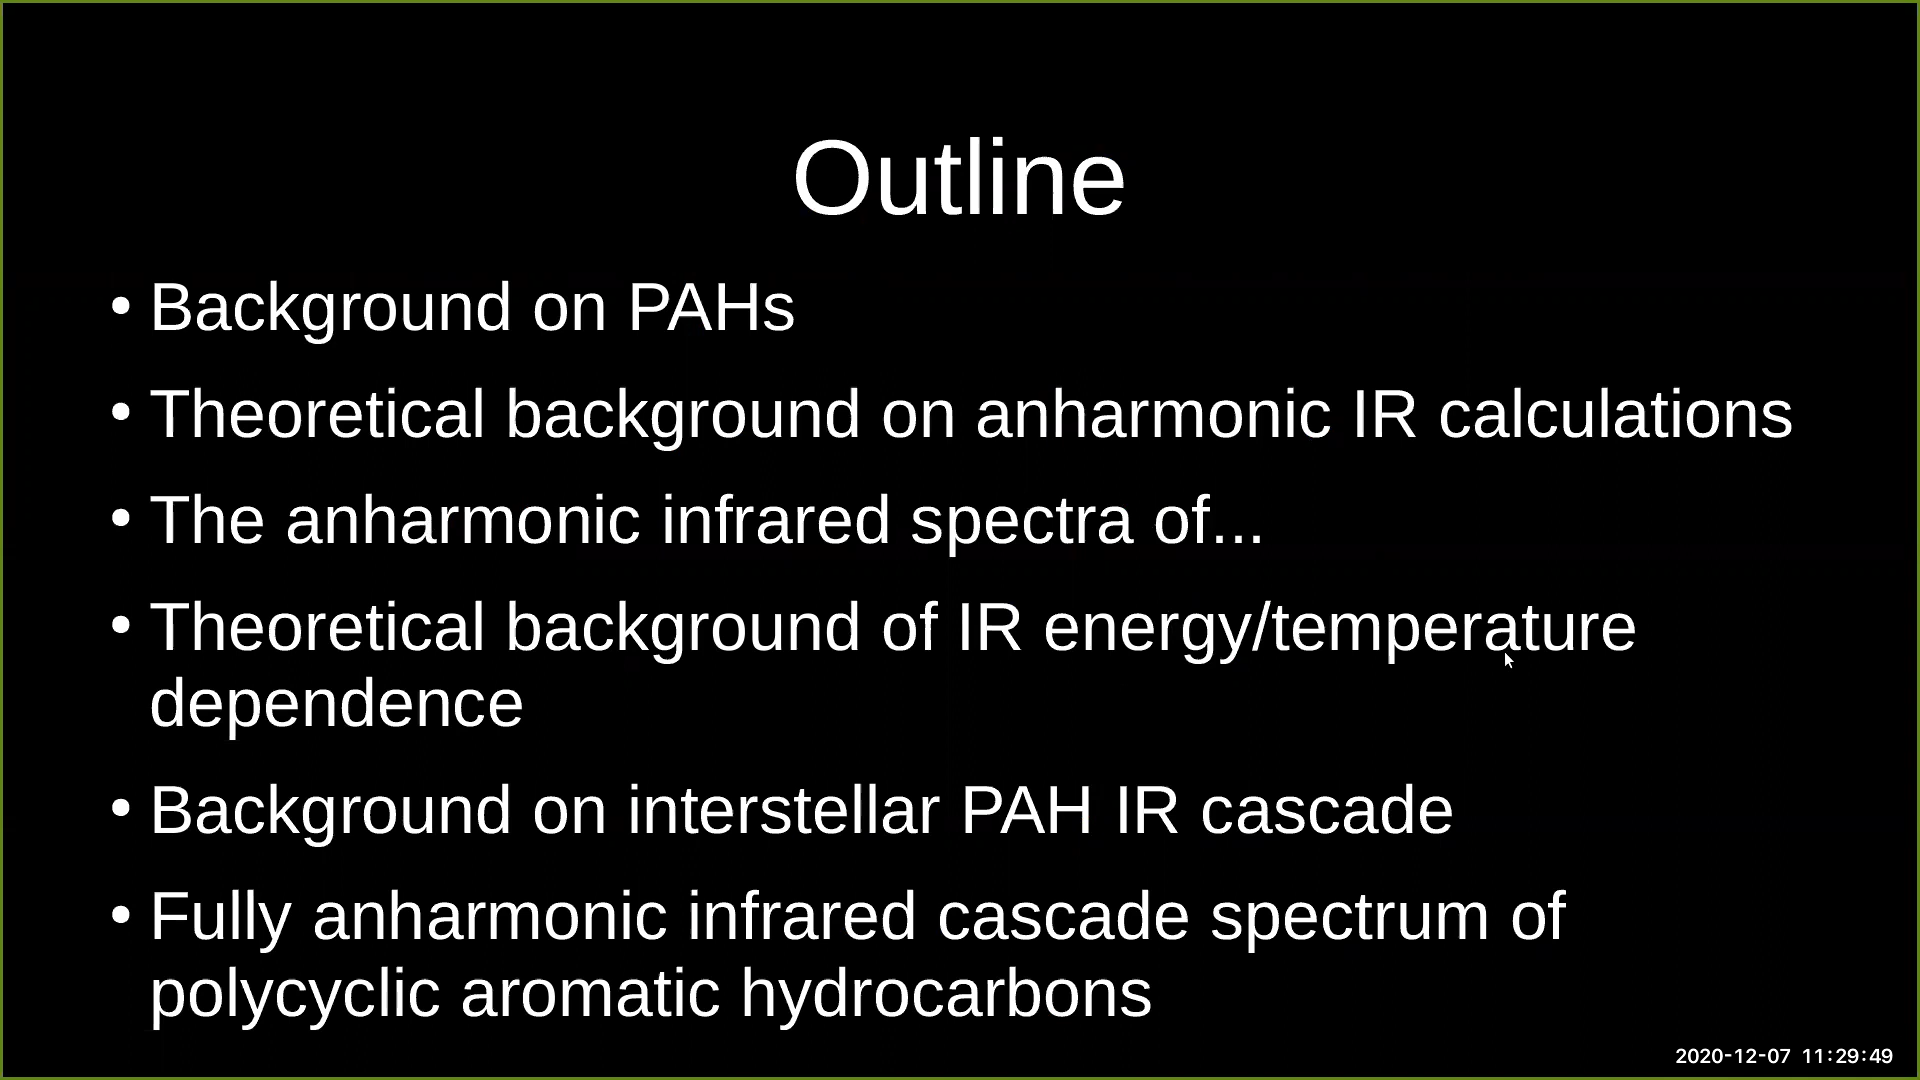 Outline
• Background on PAHs
• Theoretical background on anharmonic IR calculations
• The anharmonic infrared spectra of...
• Theoretical background of IR energy/temperature
dependence
• Background on interstellar PAH IR cascade
• Fully anharmonic infrared cascade spectrum of
polycyclic aromatic hydrocarbons
2020-12-07 11:29:49